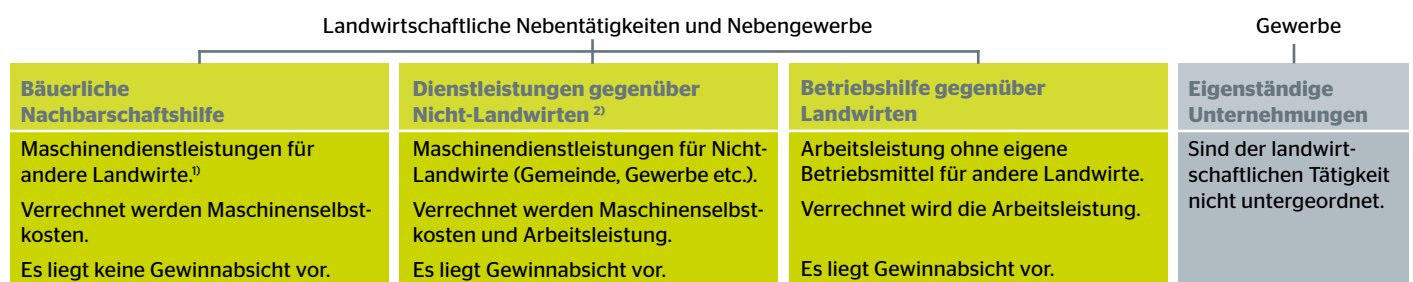 Landwirtschaftliche Nebentätigkeiten und Nebengewerbe
Gewerbe
Bäuerliche
Nachbarschaftshilfe
Maschinendienstleistungen für
andere Landwirte.1)
Verrechnet werden Maschinenselbst-
kosten.
Es liegt keine Gewinnabsicht vor.
Dienstleistungen gegenüber
Nicht-Landwirten 2)
Maschinendienstleistungen für Nicht-
Landwirte (Gemeinde, Gewerbe etc.).
Verrechnet werden Maschinenselbst-
kosten und Arbeitsleistung.
Es liegt Gewinnabsicht vor.
Betriebshilfe gegenüber
Landwirten
Arbeitsleistung ohne eigene
Betriebsmittel für andere Landwirte.
Verrechnet wird die Arbeitsleistung.
Es liegt Gewinnabsicht vor.
Eigenständige
Unternehmungen
Sind der landwirt-
schaftlichen Tätigkeit
nicht untergeordnet.